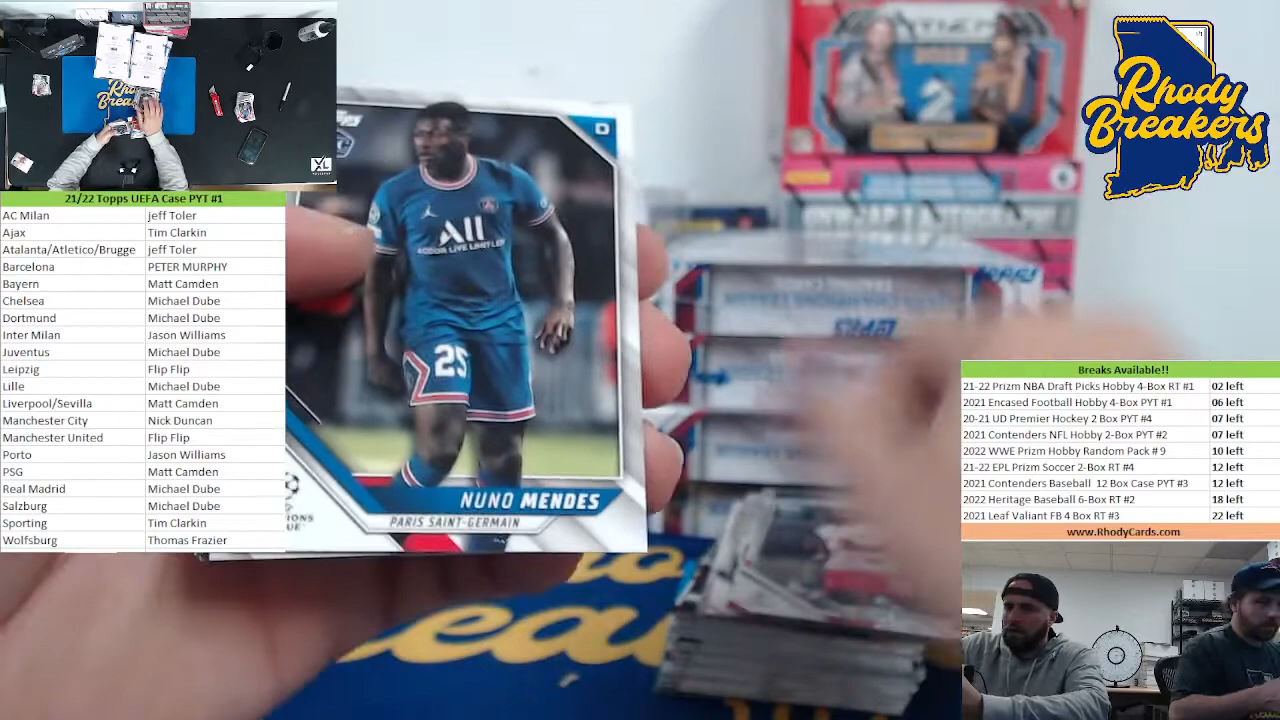 21/22 Topps UEFA Case PYT #1
AC Milan jeff Toler
Ajax Tim Clarkin
Atalanta/Atletico/Brugge jeff Toler
Barcelona PETER MURPHY
Bayern Matt Camden
Chelsea Michael Dube
Dortmund Michael Dube
Inter Milan Jason Williams
Juventus Michael Dube
Leipzig Flip Flip
Lille Michael Dube
Liverpool/Sevilla Matt Camden
Manchester City Nick Duncan
Manchester United Flip Flip
Porto Jason Williams
PSG Matt Camden
Real Madrid Michael Dube
Salzburg Michael Dube
Sporting Tim Clarkin
Wolfsburg Thomas Frazier
D
ALL
ACCOR LIVE LIMITLESS
25
NUNO MENDES
PARIS SAINT-GERMAIN
2
Rhody
Breakers
Breaks Available!!
21-22 Prizm NBA Draft Picks Hobby 4-Box RT #1 02 left
2021 Encased Football Hobby 4-Box PYT #1 06 left
20-21 UD Premier Hockey 2 Box PYT #4 07 left
2021 Contenders NFL Hobby 2-Box PYT #2 07 left
2022 WWE Prizm Hobby Random Pack # 9 10 left
21-22 EPL Prizm Soccer 2-Box RT #4 12 left
2021 Contenders Baseball 12 Box Case PYT #3 12 left
2022 Heritage Baseball 6-Box RT #2 18 left
2021 Leaf Valiant FB 4 Box RT #3 22 left
www.RhodyCards.com